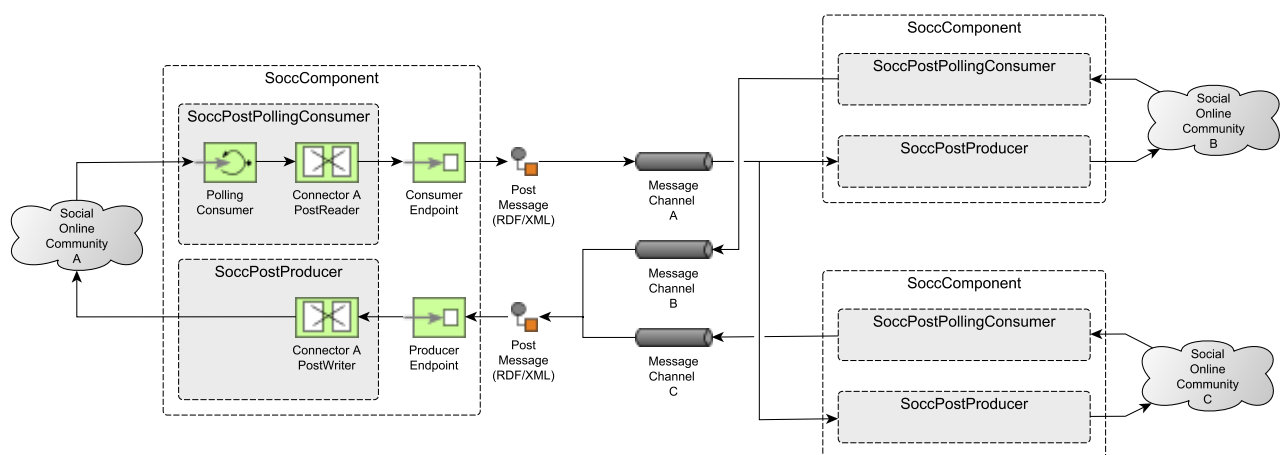 SoccComponent
SoccPostPollingConsumer
Polling
Consumer
Connector A
PostReader
Consumer
Endpoint
Post
Message
(RDF/XML)
Message
Channel
A
Social
Online
Community
A
SoccPostProducer
Connector A
PostWriter
Producer
Endpoint
Post
Message
(RDF/XML)
Message
Channel
B
Message
Channel
C
SoccComponent
SoccPostPollingConsumer
SoccPostProducer
Social
Online
Community
B
SoccComponent
SoccPostPollingConsumer
SoccPostProducer
Social
Online
Community
C